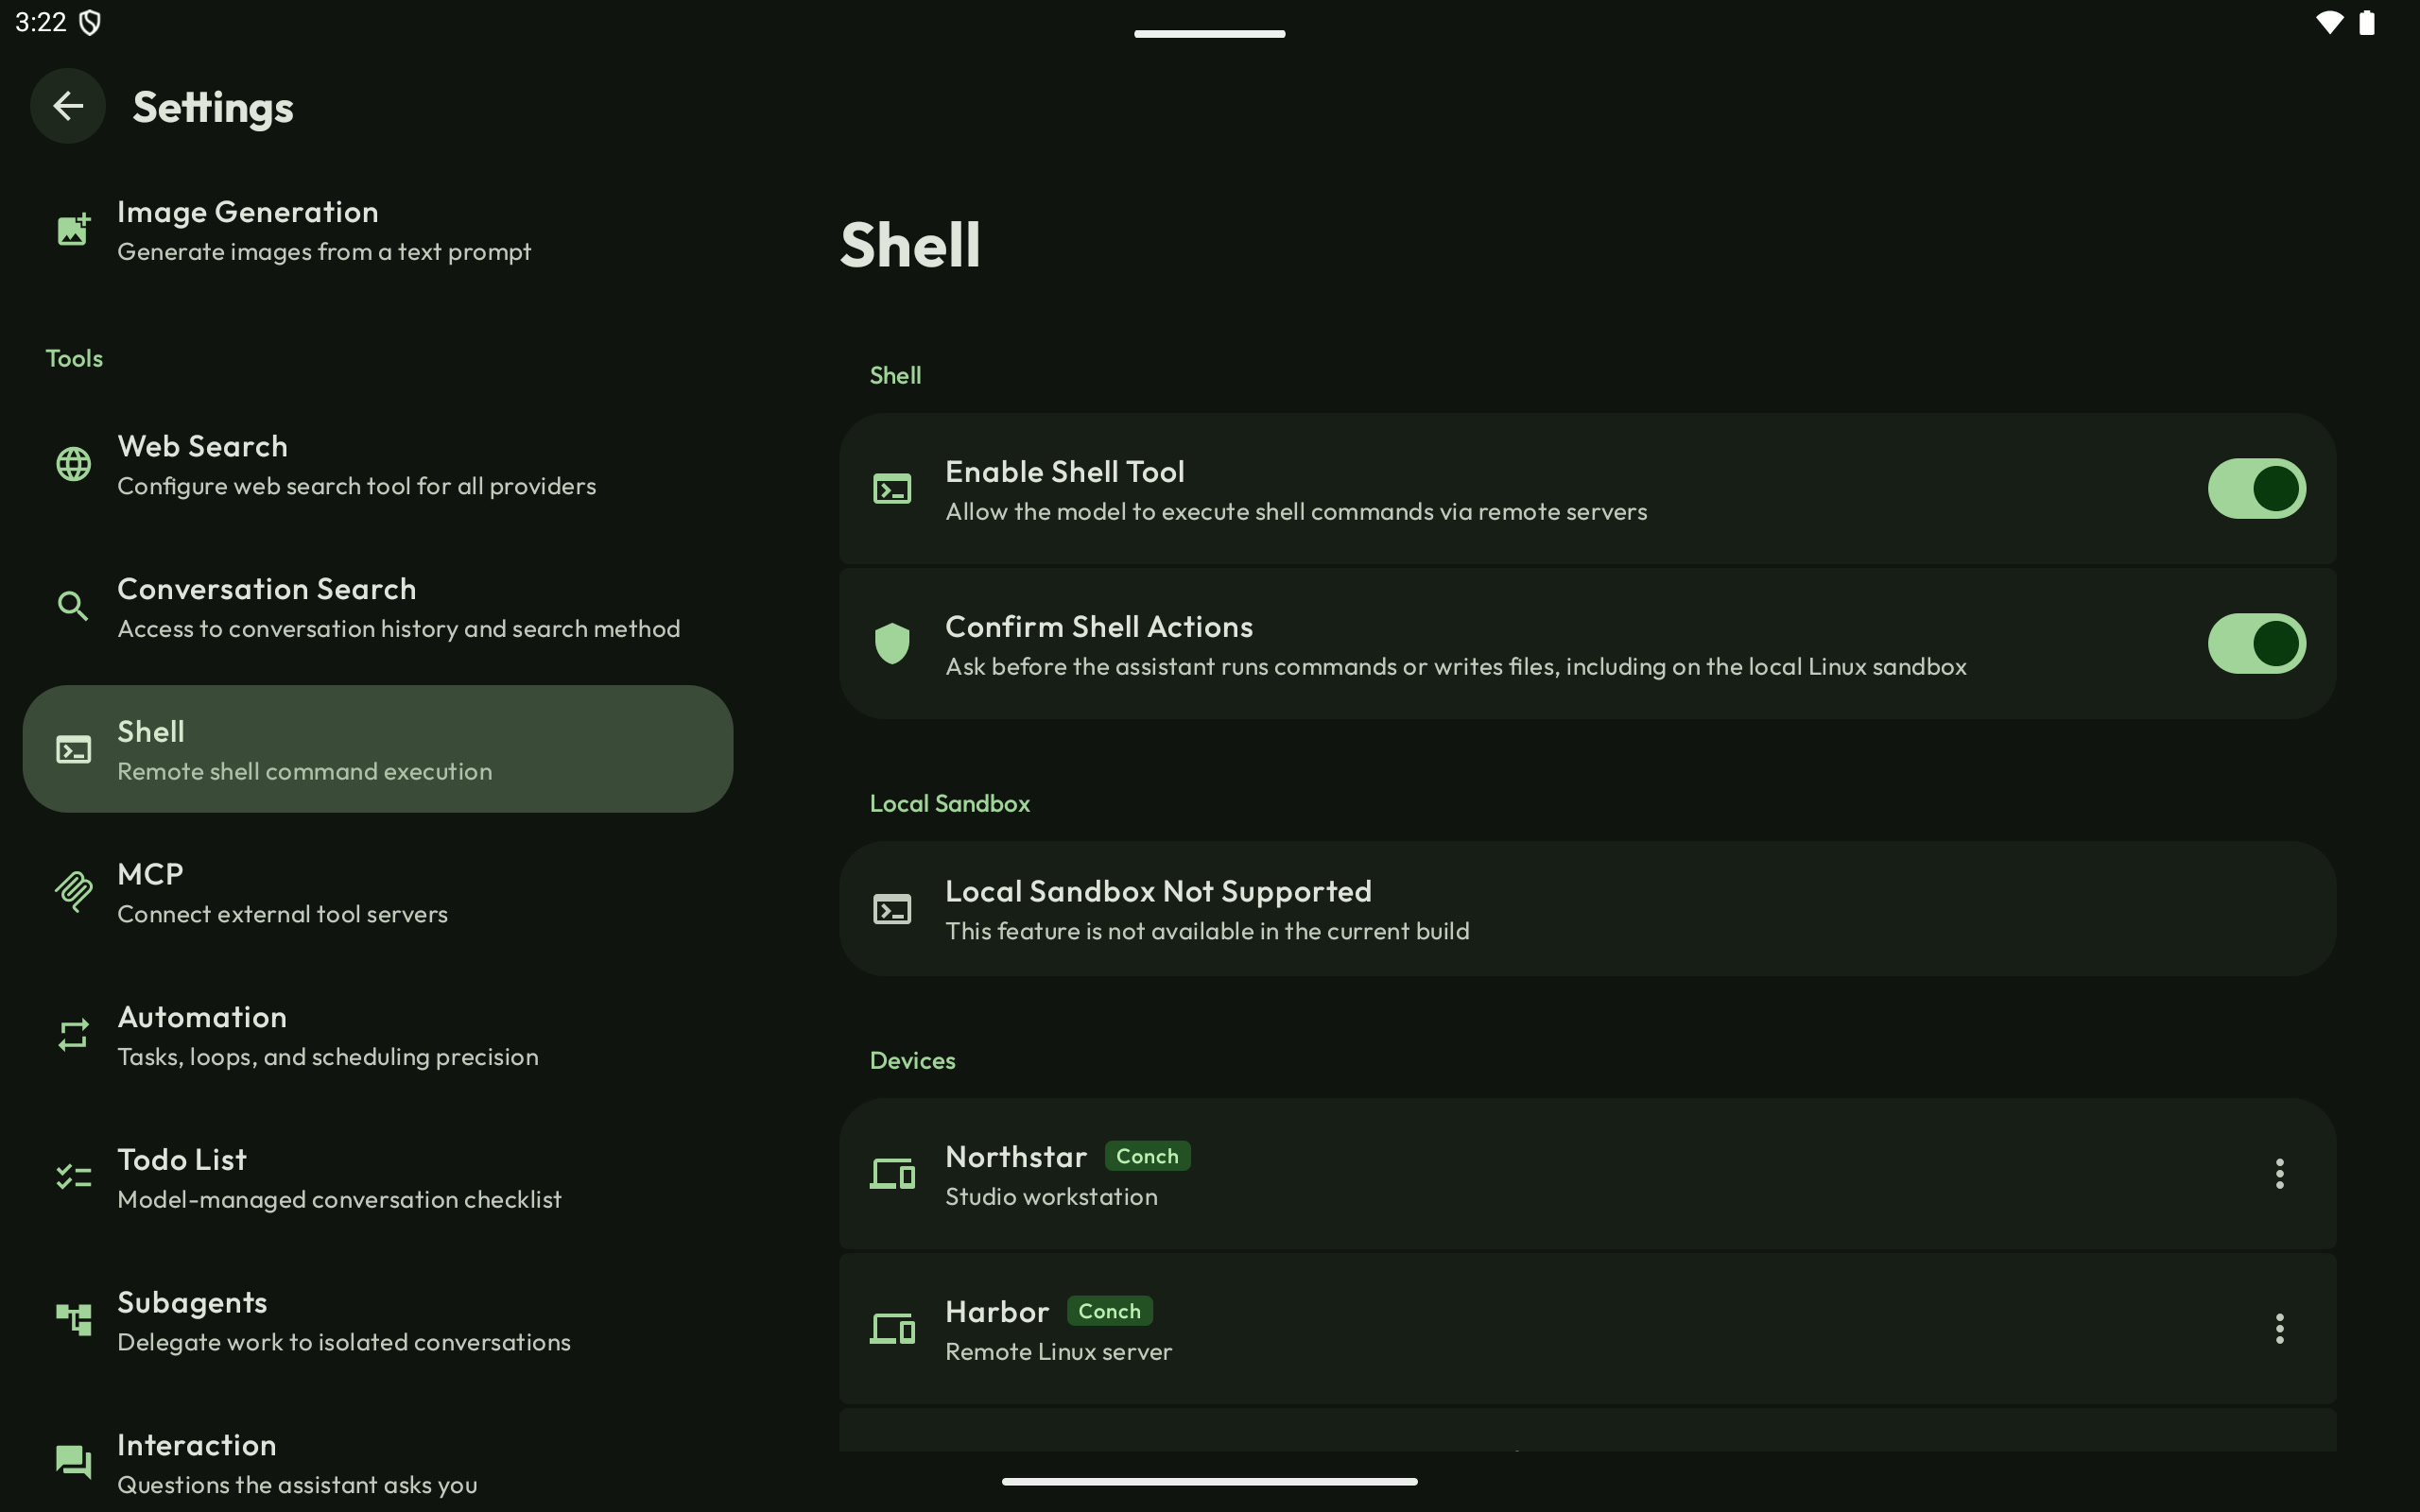 3:22
Settings
Image Generation
Generate images from a text prompt
Tools
Web Search
Configure web search tool for all providers
Conversation Search
Access to conversation history and search method
Shell
Remote shell command execution
MCP
Connect external tool servers
Automation
Tasks, loops, and scheduling precision
Todo List
Model-managed conversation checklist
Subagents
Delegate work to isolated conversations
Interaction
Questions the assistant asks you
Shell
Shell
Enable Shell Tool
Allow the model to execute shell commands via remote servers
Confirm Shell Actions
Ask before the assistant runs commands or writes files, including on the local Linux sandbox
Local Sandbox
Local Sandbox Not Supported
This feature is not available in the current build
Devices
Northstar Conch
Studio workstation
Harbor Conch
Remote Linux server